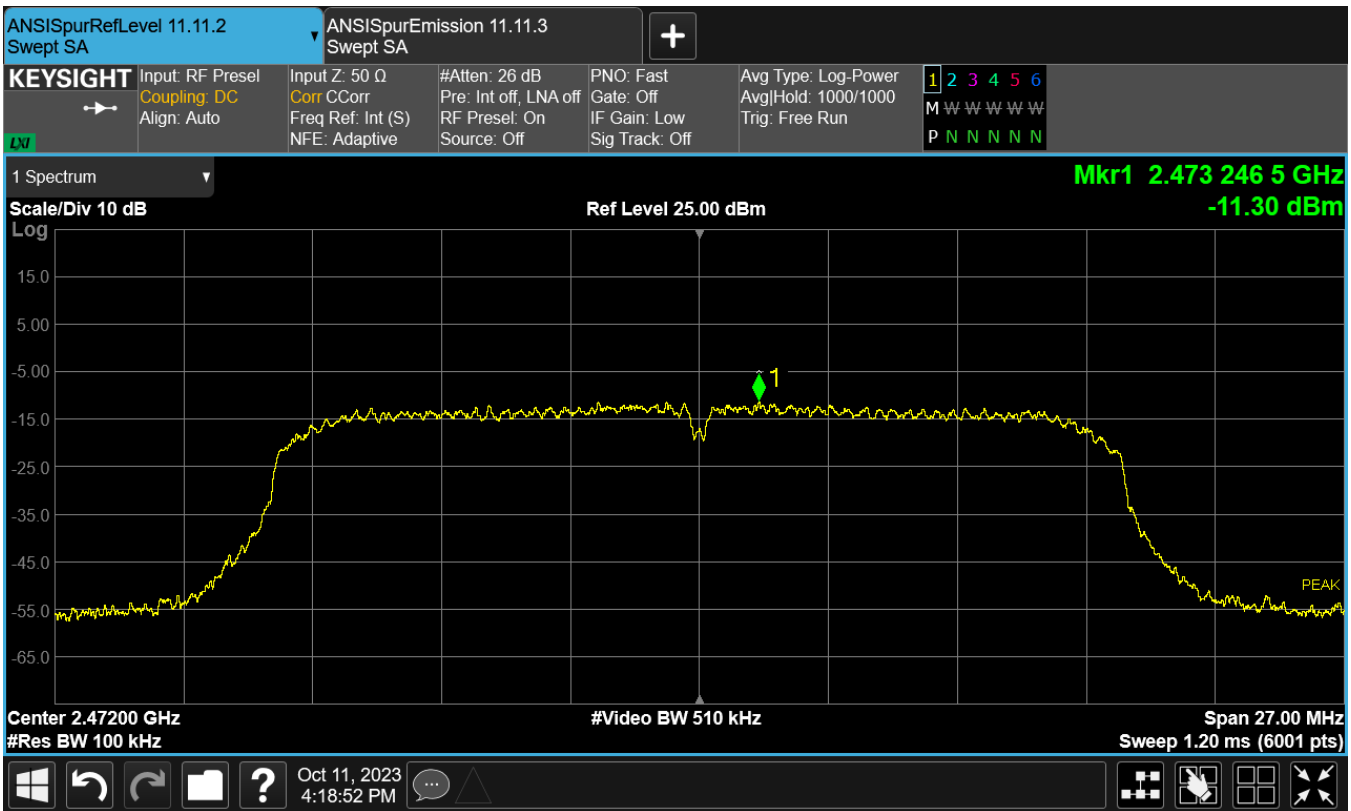 ANSISpurRefLevel 11.11.2
Swept SA
ANSISpurEmission 11.11.3
Swept SA
KEYSIGHT
LXI
Input: RF Presel
Coupling: DC
Align: Auto
Input Z: 50 Ω
Corr CCorr
Freq Ref: Int (S)
NFE: Adaptive
#Atten: 26 dB
Pre: Int off, LNA off
RF Presel: On
Source: Off
PNO: Fast
Gate: Off
IF Gain: Low
Sig Track: Off
Avg Type: Log-Power
Avg|Hold: 1000/1000
Trig: Free Run
1 2 3 4 5 6
M W W W W W
P N N N N N
1 Spectrum
Mkr1 2.473 246 5 GHz
Scale/Div 10 dB
Ref Level 25.00 dBm
-11.30 dBm
Log
15.0
5.00
-5.00
1
-15.0
-25.0
-35.0
-45.0
PEAK
-55.0
-65.0
Center 2.47200 GHz
#Video BW 510 kHz
Span 27.00 MHz
#Res BW 100 kHz
Sweep 1.20 ms (6001 pts)
?
Oct 11, 2023
4:18:52 PM